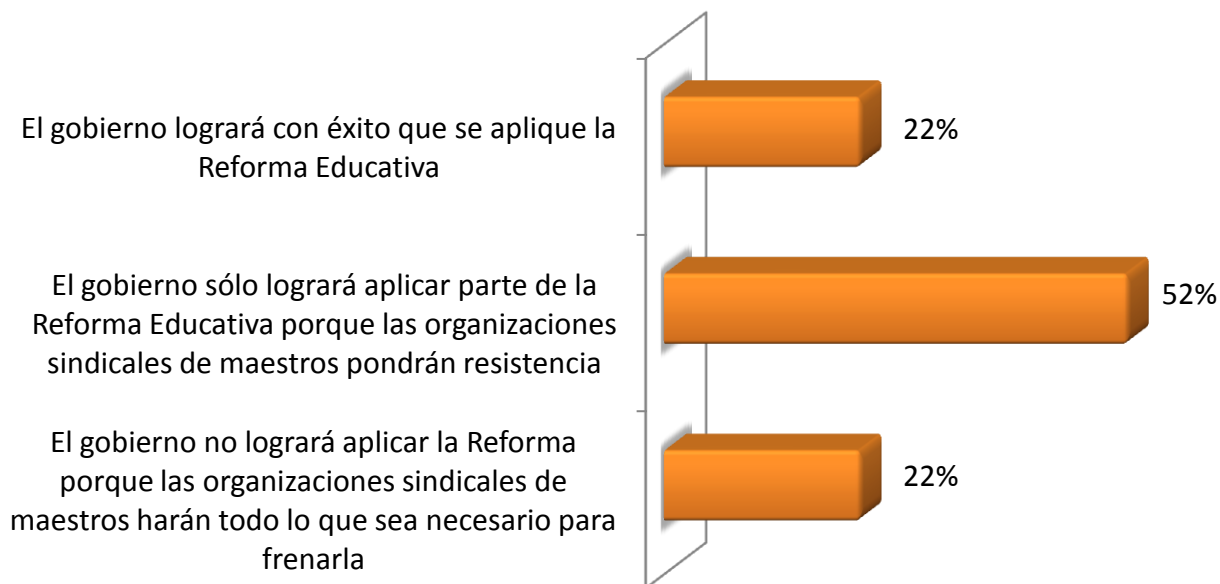 El gobierno logrará con éxito que se aplique la
Reforma Educativa
22%
El gobierno sólo logrará aplicar parte de la
Reforma Educativa porque las organizaciones
sindicales de maestros pondrán resistencia
52%
El gobierno no logrará aplicar la Reforma
porque las organizaciones sindicales de
maestros harán todo lo que sea necesario para
frenarla
22%